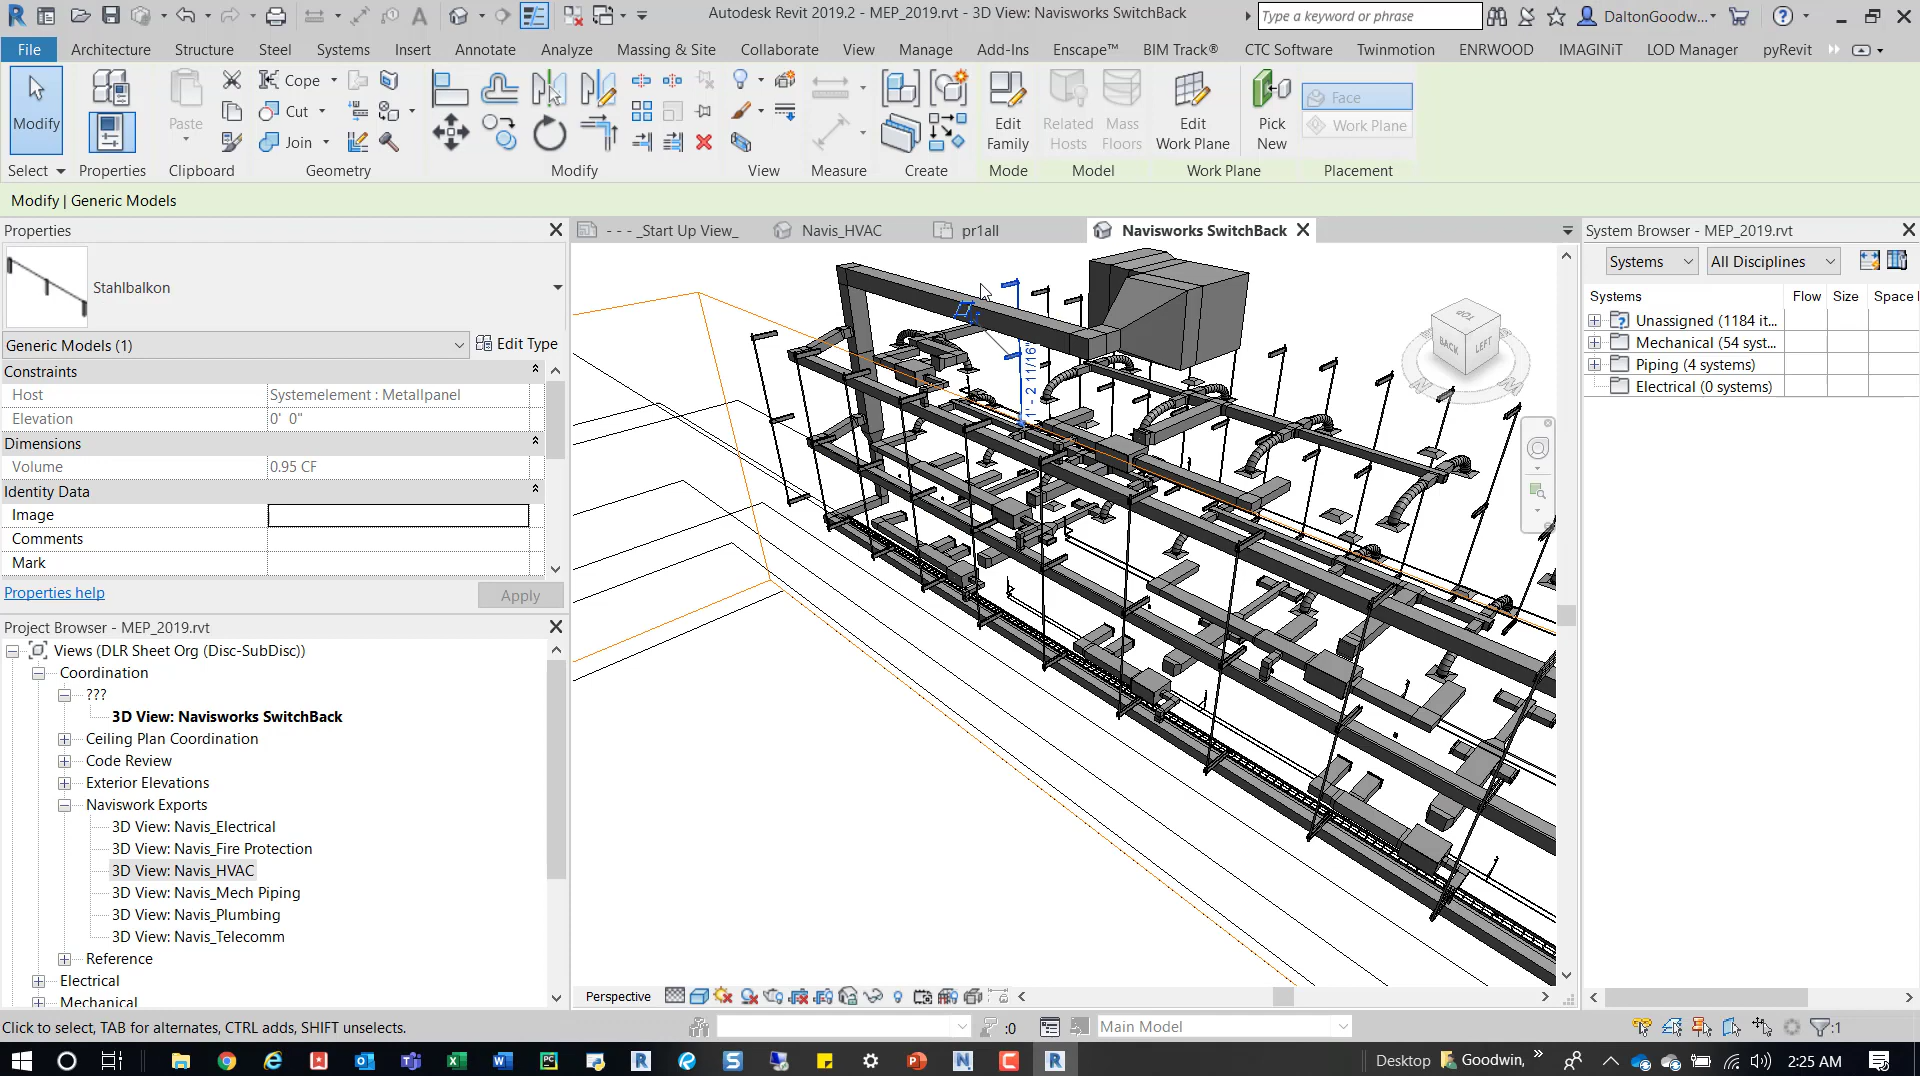 Autodesk Revit 2019.2 - MEP_2019.rvt - 3D View: Navisworks SwitchBack
Type a keyword or phrase
DaltonGoodw...
File
Architecture
Structure
Steel
Systems
Insert
Annotate
Analyze
Massing & Site
Collaborate
View
Manage
Add-Ins
Enscape™
BIM Track®
CTC Software
Twinmotion
ENRWOOD
IMAGINiT
LOD Manager
pyRevit
Modify
Paste
Cope
Cut
Join
Edit
Family
Related
Hosts
Mass
Floors
Edit
Work Plane
Pick
New
Face
Work Plane
Select
Properties
Clipboard
Geometry
Modify
View
Measure
Create
Mode
Model
Work Plane
Placement
Modify | Generic Models
Properties
Stahlbalkon
Generic Models (1)
Edit Type
Constraints
Host
Systemelement : Metallpanel
Elevation
0' 0"
Dimensions
Volume
0.95 CF
Identity Data
Image
Comments
Mark
Properties help
Apply
Project Browser - MEP_2019.rvt
Views (DLR Sheet Org (Disc-SubDisc))
Coordination
???
3D View: Navisworks SwitchBack
Ceiling Plan Coordination
Code Review
Exterior Elevations
Naviswork Exports
3D View: Navis_Electrical
3D View: Navis_Fire Protection
3D View: Navis_HVAC
3D View: Navis_Mech Piping
3D View: Navis_Plumbing
3D View: Navis_Telecomm
Reference
Electrical
Mechanical
- - - _Start Up View_
Navis_HVAC
pr1all
Navisworks SwitchBack
1' - 2 11/16"
TOP
BACK
LEFT
Perspective
System Browser - MEP_2019.rvt
Systems
All Disciplines
Systems
Flow
Size
Space
Unassigned (1184 it...
Mechanical (54 syst...
Piping (4 systems)
Electrical (0 systems)
Click to select, TAB for alternates, CTRL adds, SHIFT unselects.
:0
Main Model
:1
Desktop
Goodwin,
2:25 AM